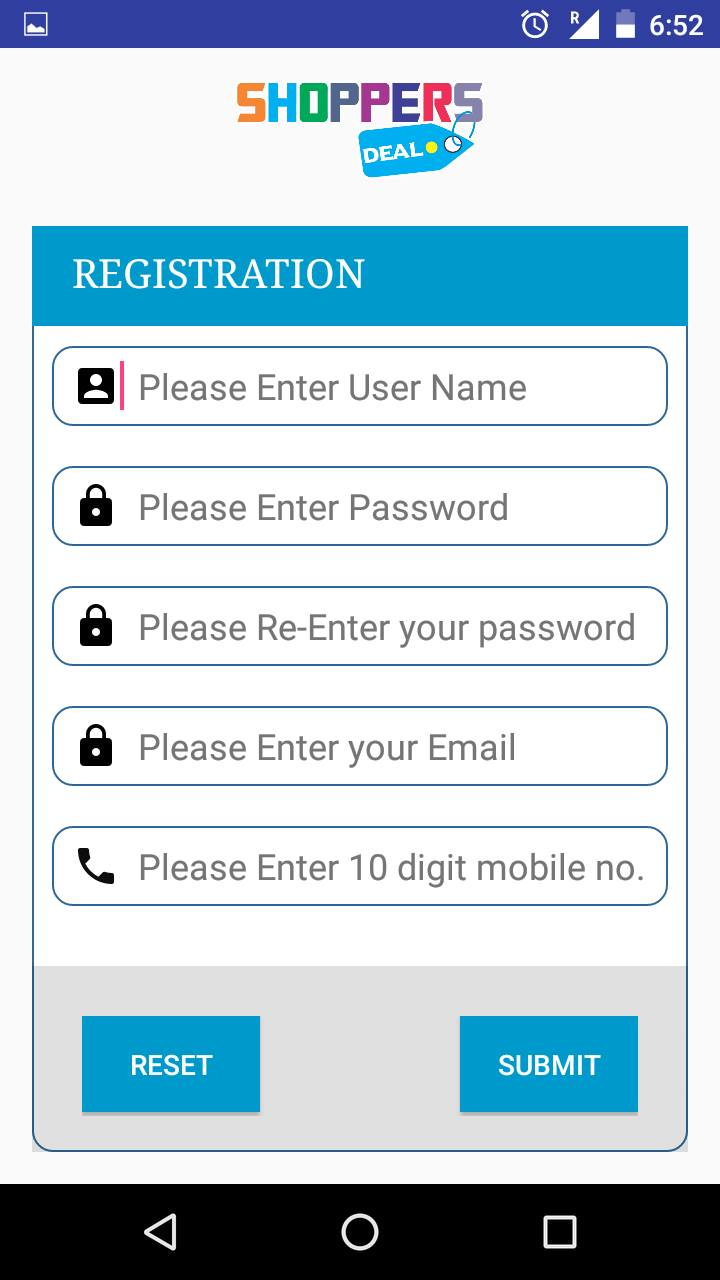 R 6:52
SHOPPERS
DEAL
REGISTRATION
Please Enter User Name
Please Enter Password
Please Re-Enter your password
Please Enter your Email
Please Enter 10 digit mobile no.
RESET SUBMIT